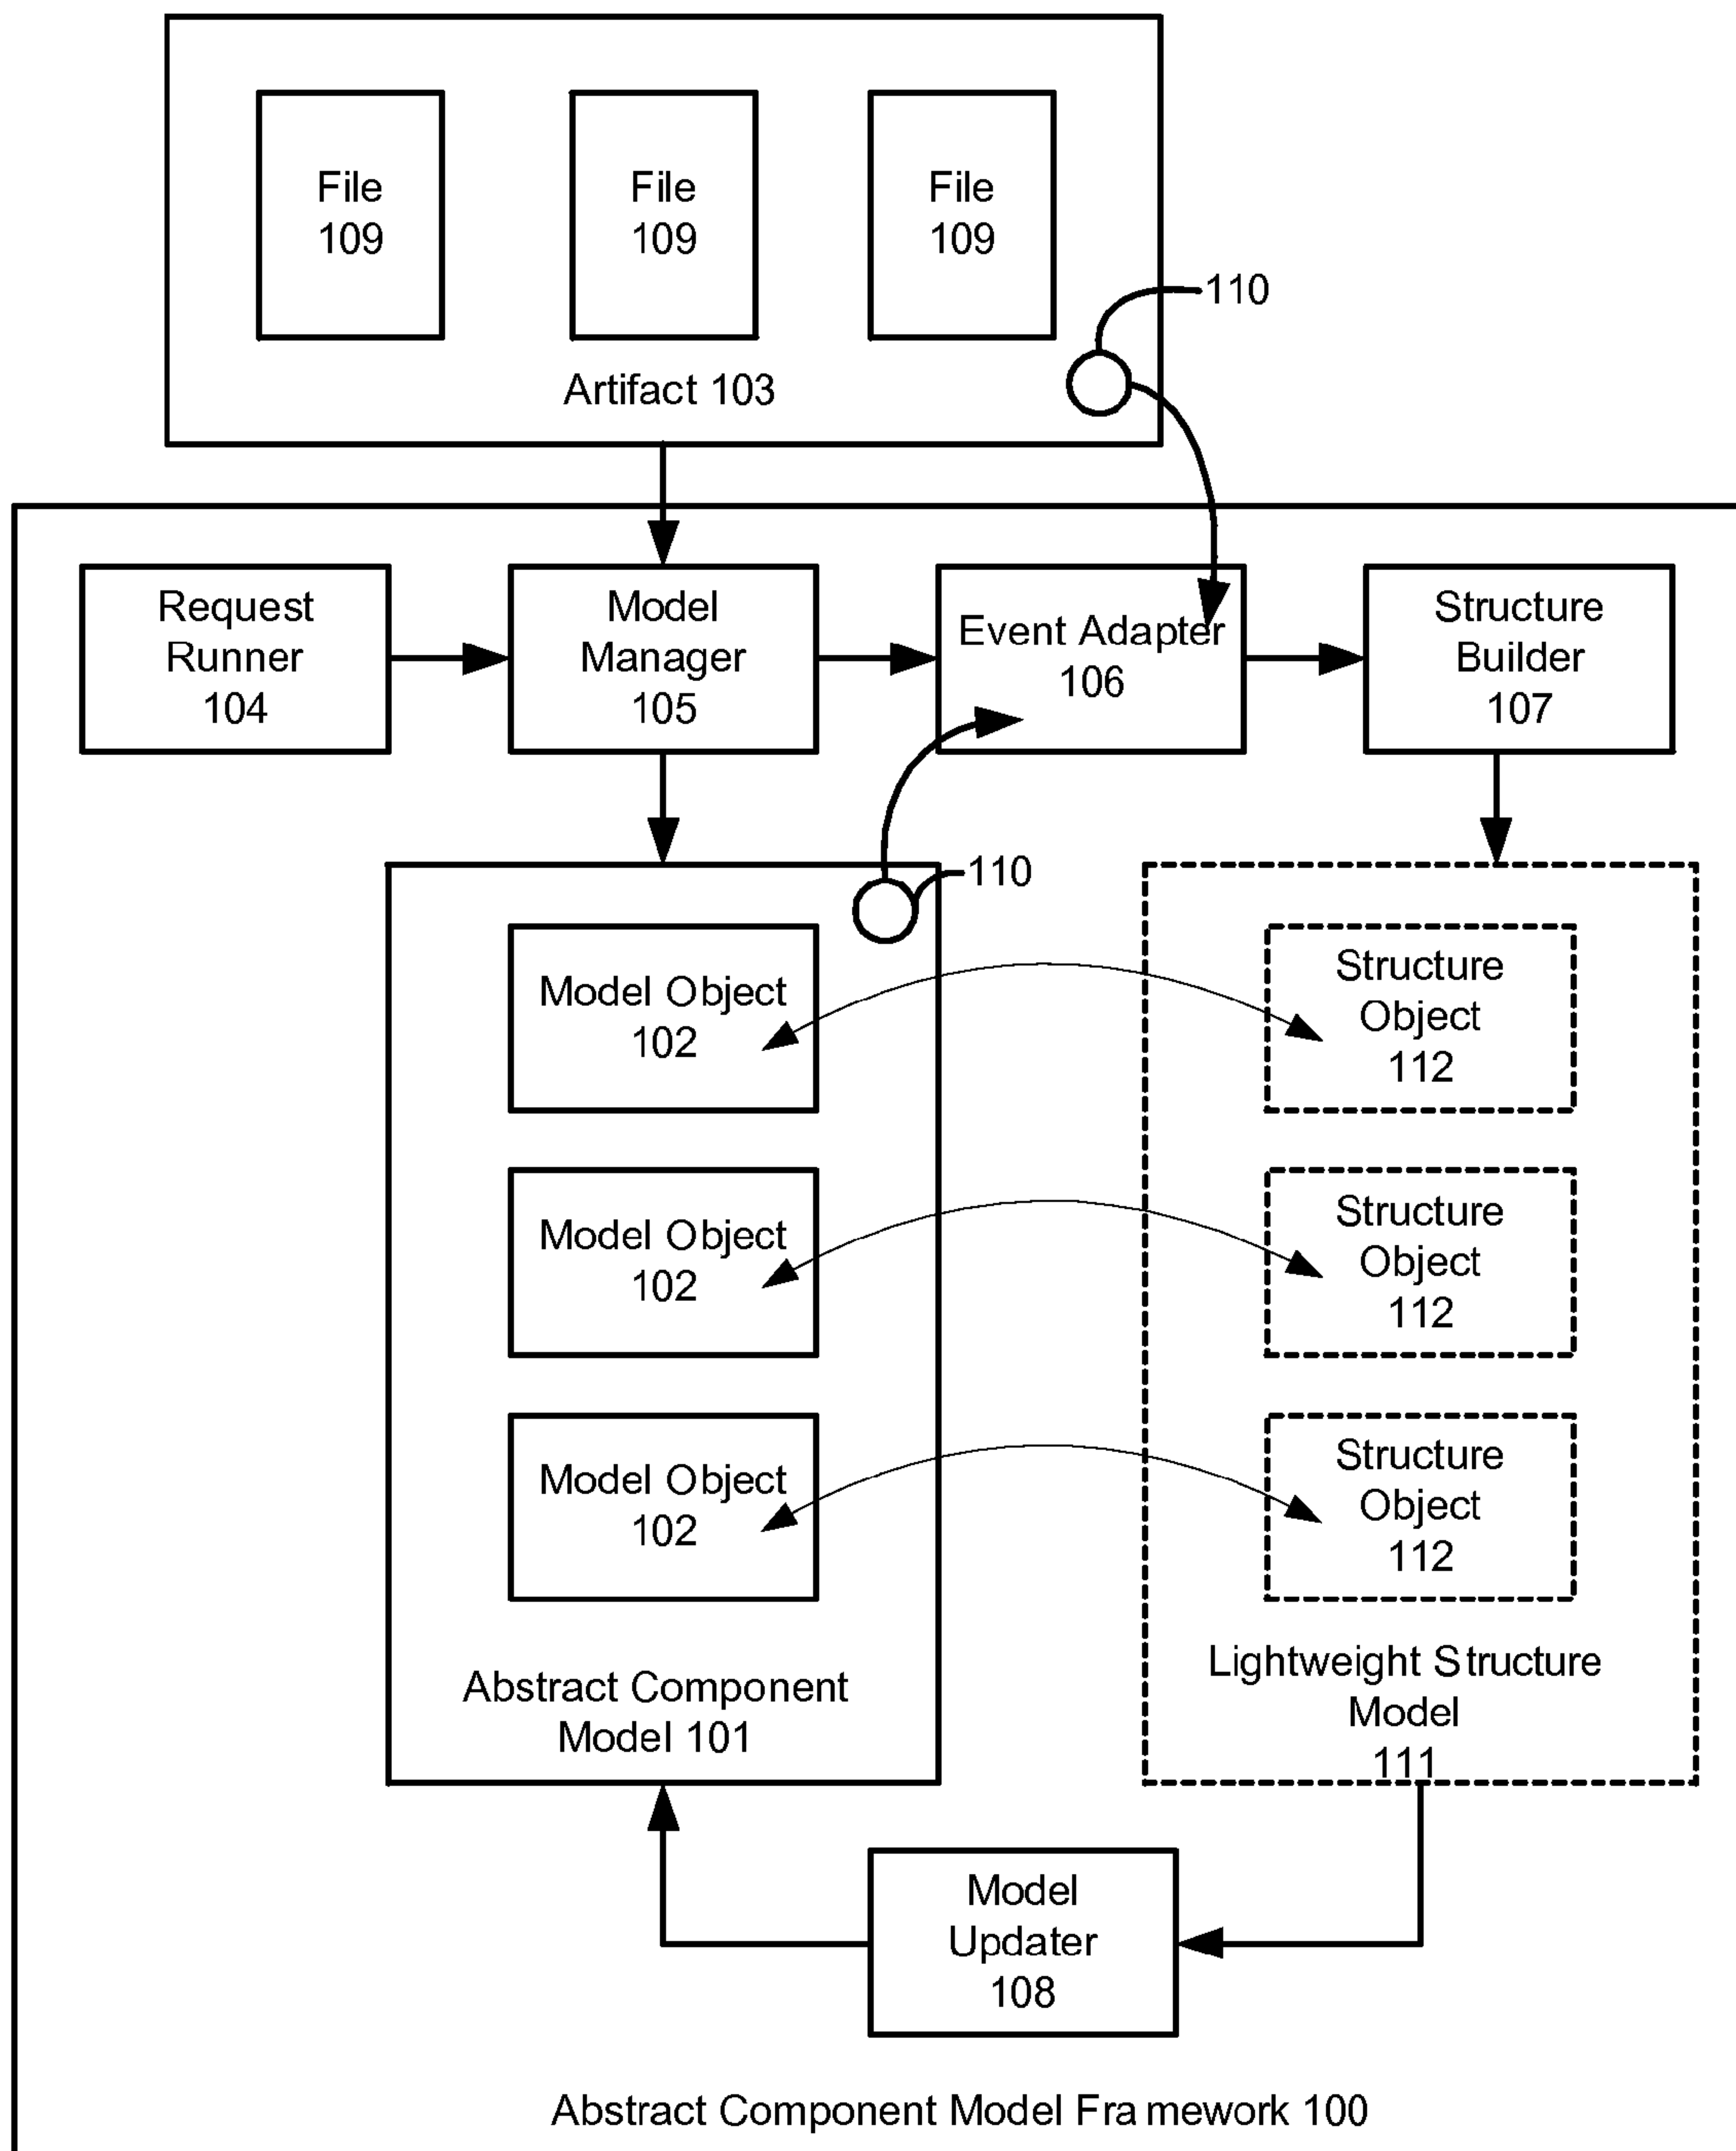 File
109
File
109
File
109
110
Artifact 103
Request
Runner
104
Model
Manager
105
Event Adapter
106
Structure
Builder
107
110
Model Object
102
Structure
Object
112
Model Object
102
Structure
Object
112
Model Object
102
Structure
Object
112
Abstract Component
Model 101
Lightweight Structure
Model
111
Model
Updater
108
Abstract Component Model Framework 100